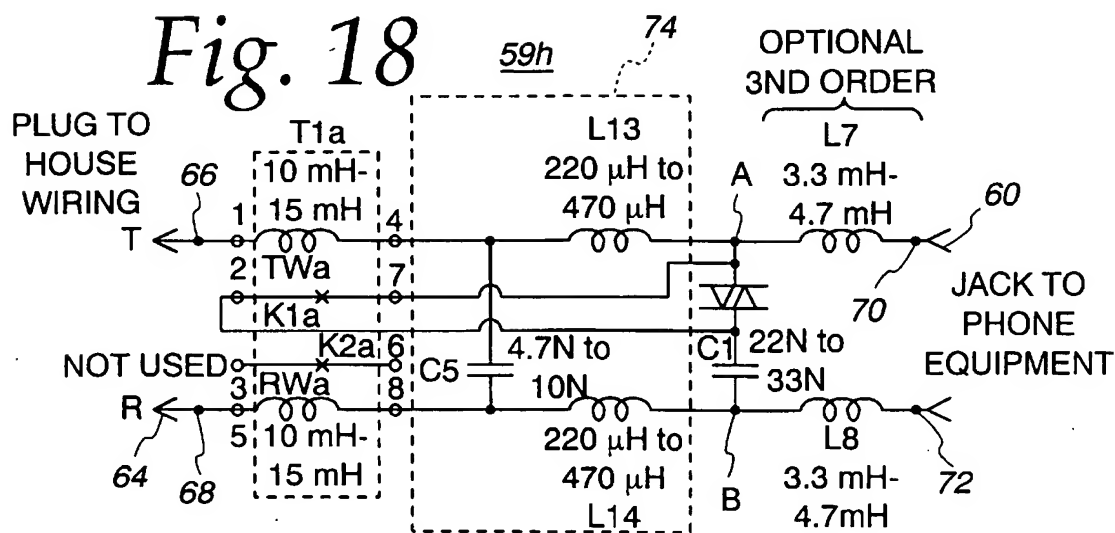 Fig. 18
59h
74
OPTIONAL
3ND ORDER
PLUG TO
HOUSE
WIRING
66
T1a
10 mH-
15 mH
L13
220 µH to
470 µH
A
L7
3.3 mH-
4.7 mH
60
T
1
4
2
TWa
7
K1a
70
JACK TO
PHONE
EQUIPMENT
NOT USED
K2a
6
C5
4.7N to
10N
C1
22N to
33N
3
RWa
8
R
5
10 mH-
15 mH
64
68
220 µH to
470 µH
L14
B
L8
3.3 mH-
4.7mH
72